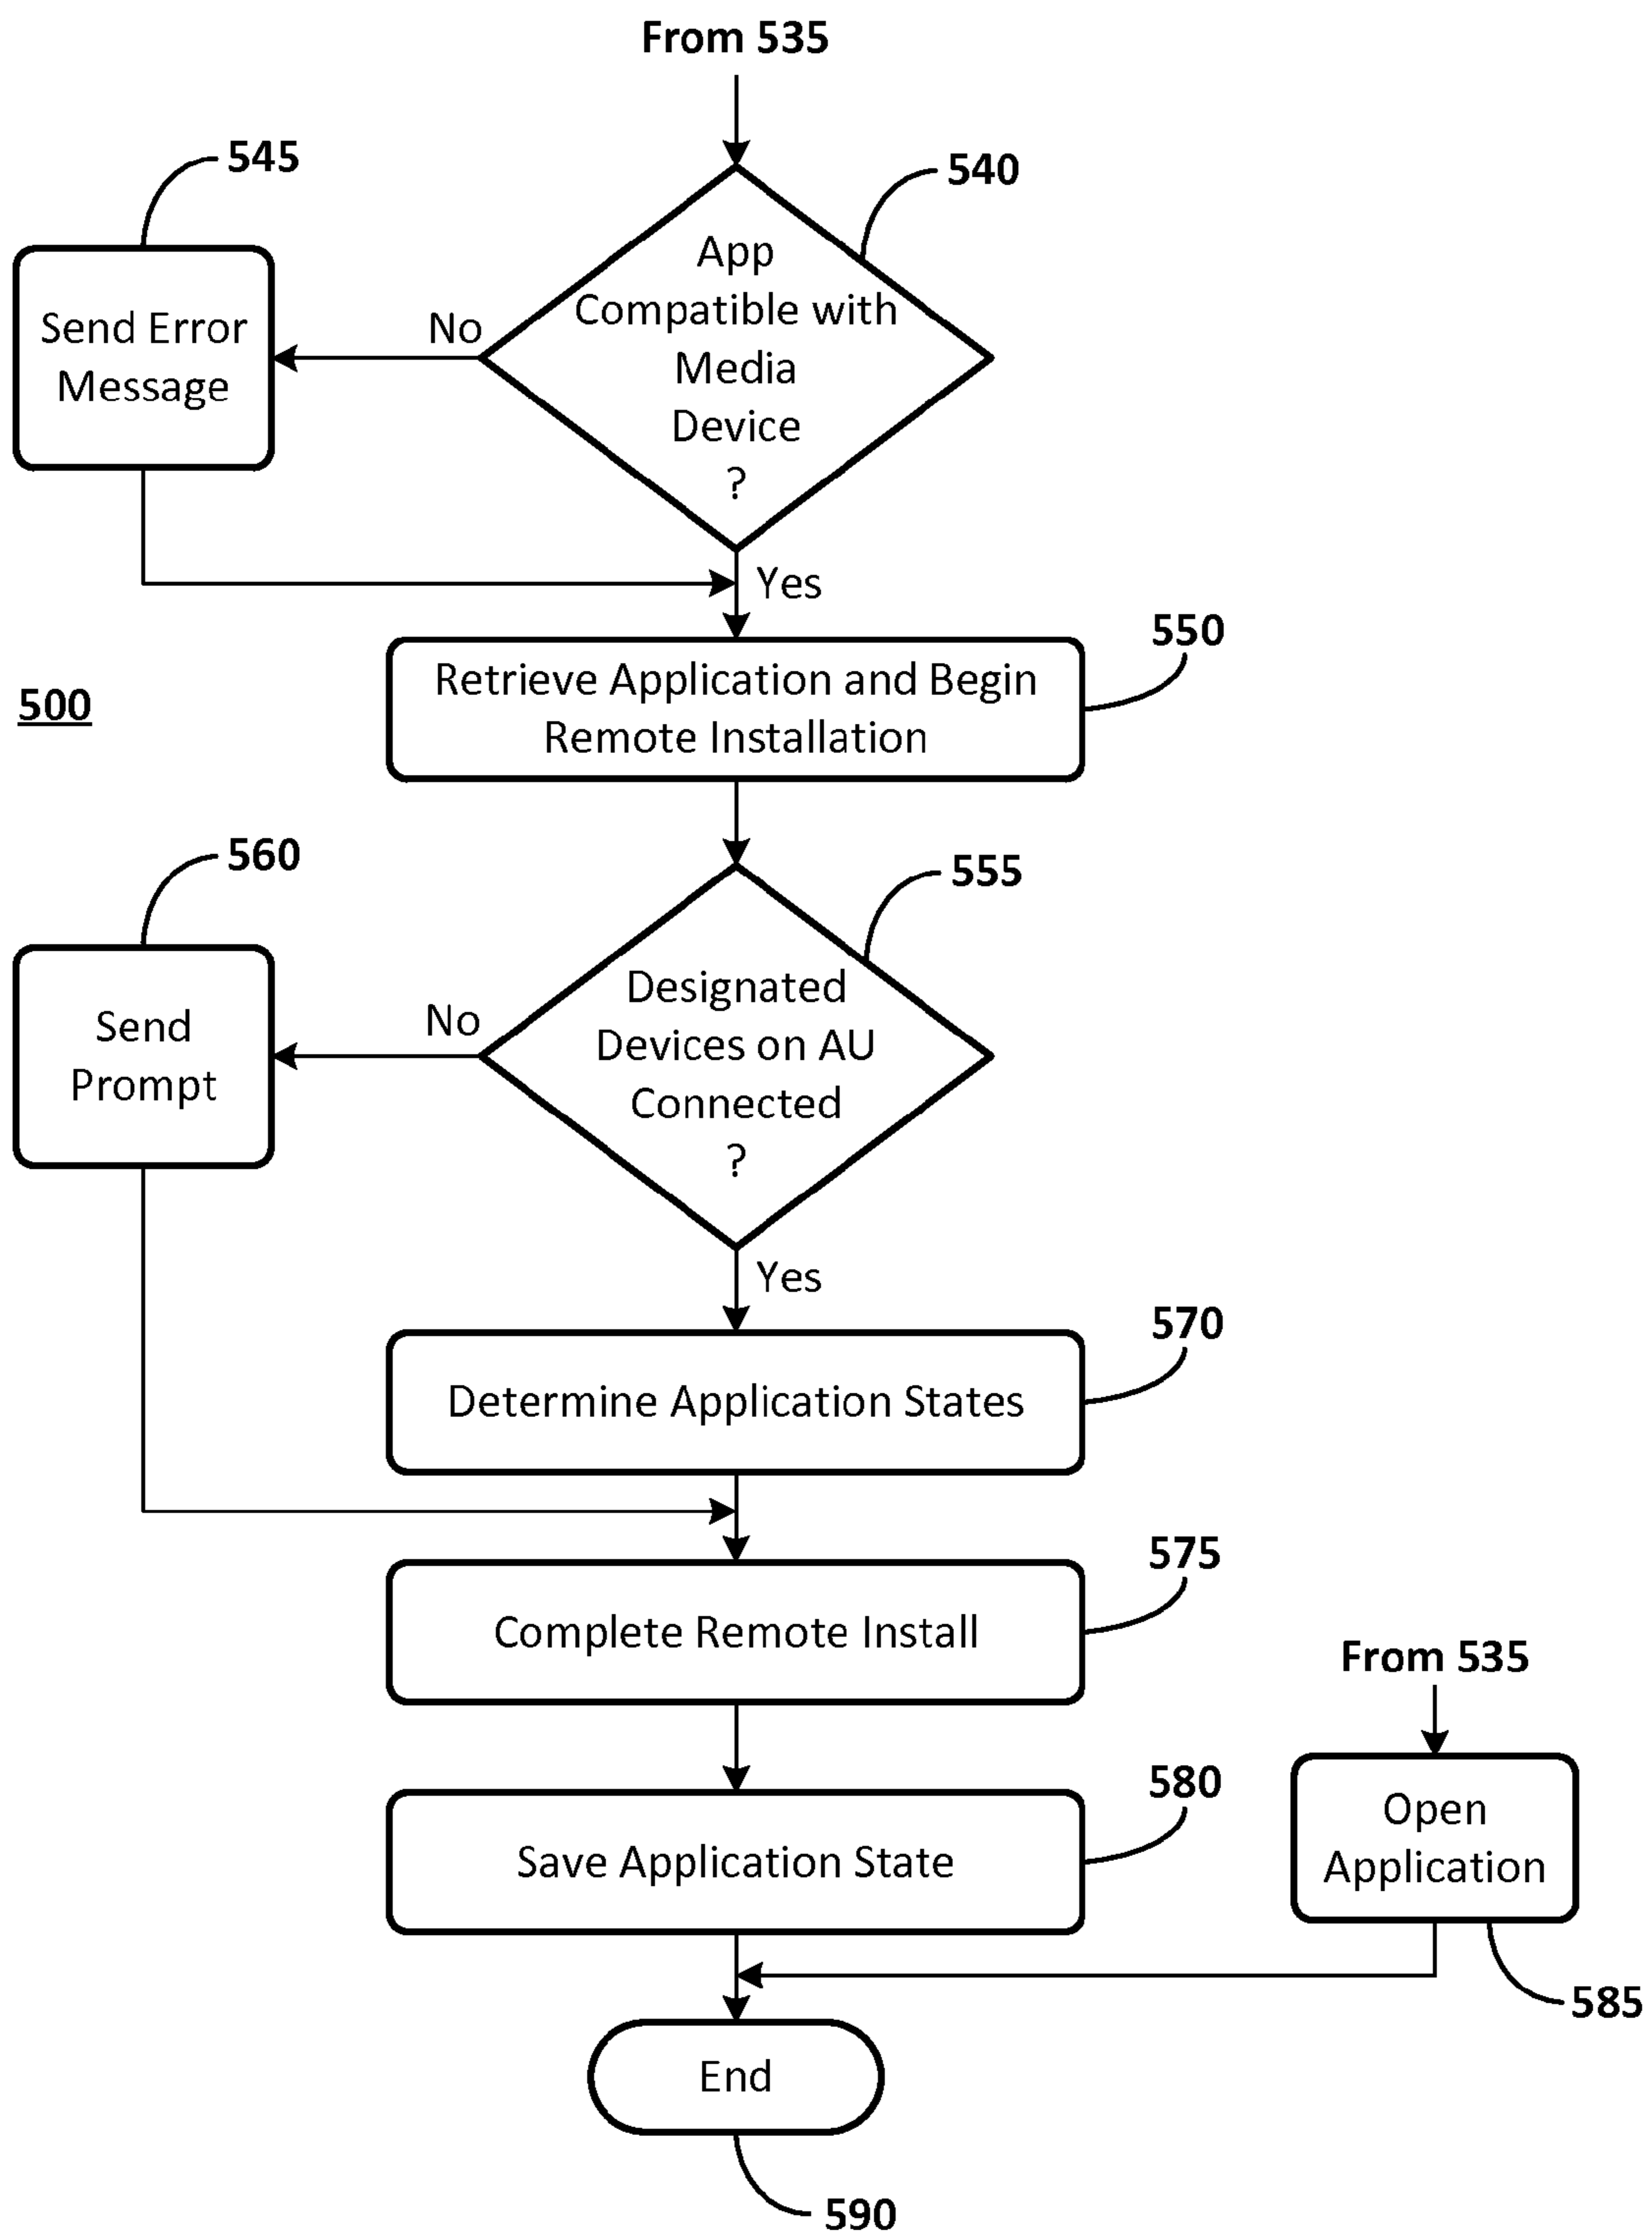 From 535
545
540
App
Compatible with
Media
Device
?
No
Send Error
Message
Yes
550
Retrieve Application and Begin
Remote Installation
500
560
555
Designated
Devices on AU
Connected
?
No
Send
Prompt
Yes
570
Determine Application States
575
Complete Remote Install
From 535
580
Save Application State
Open
Application
585
End
590